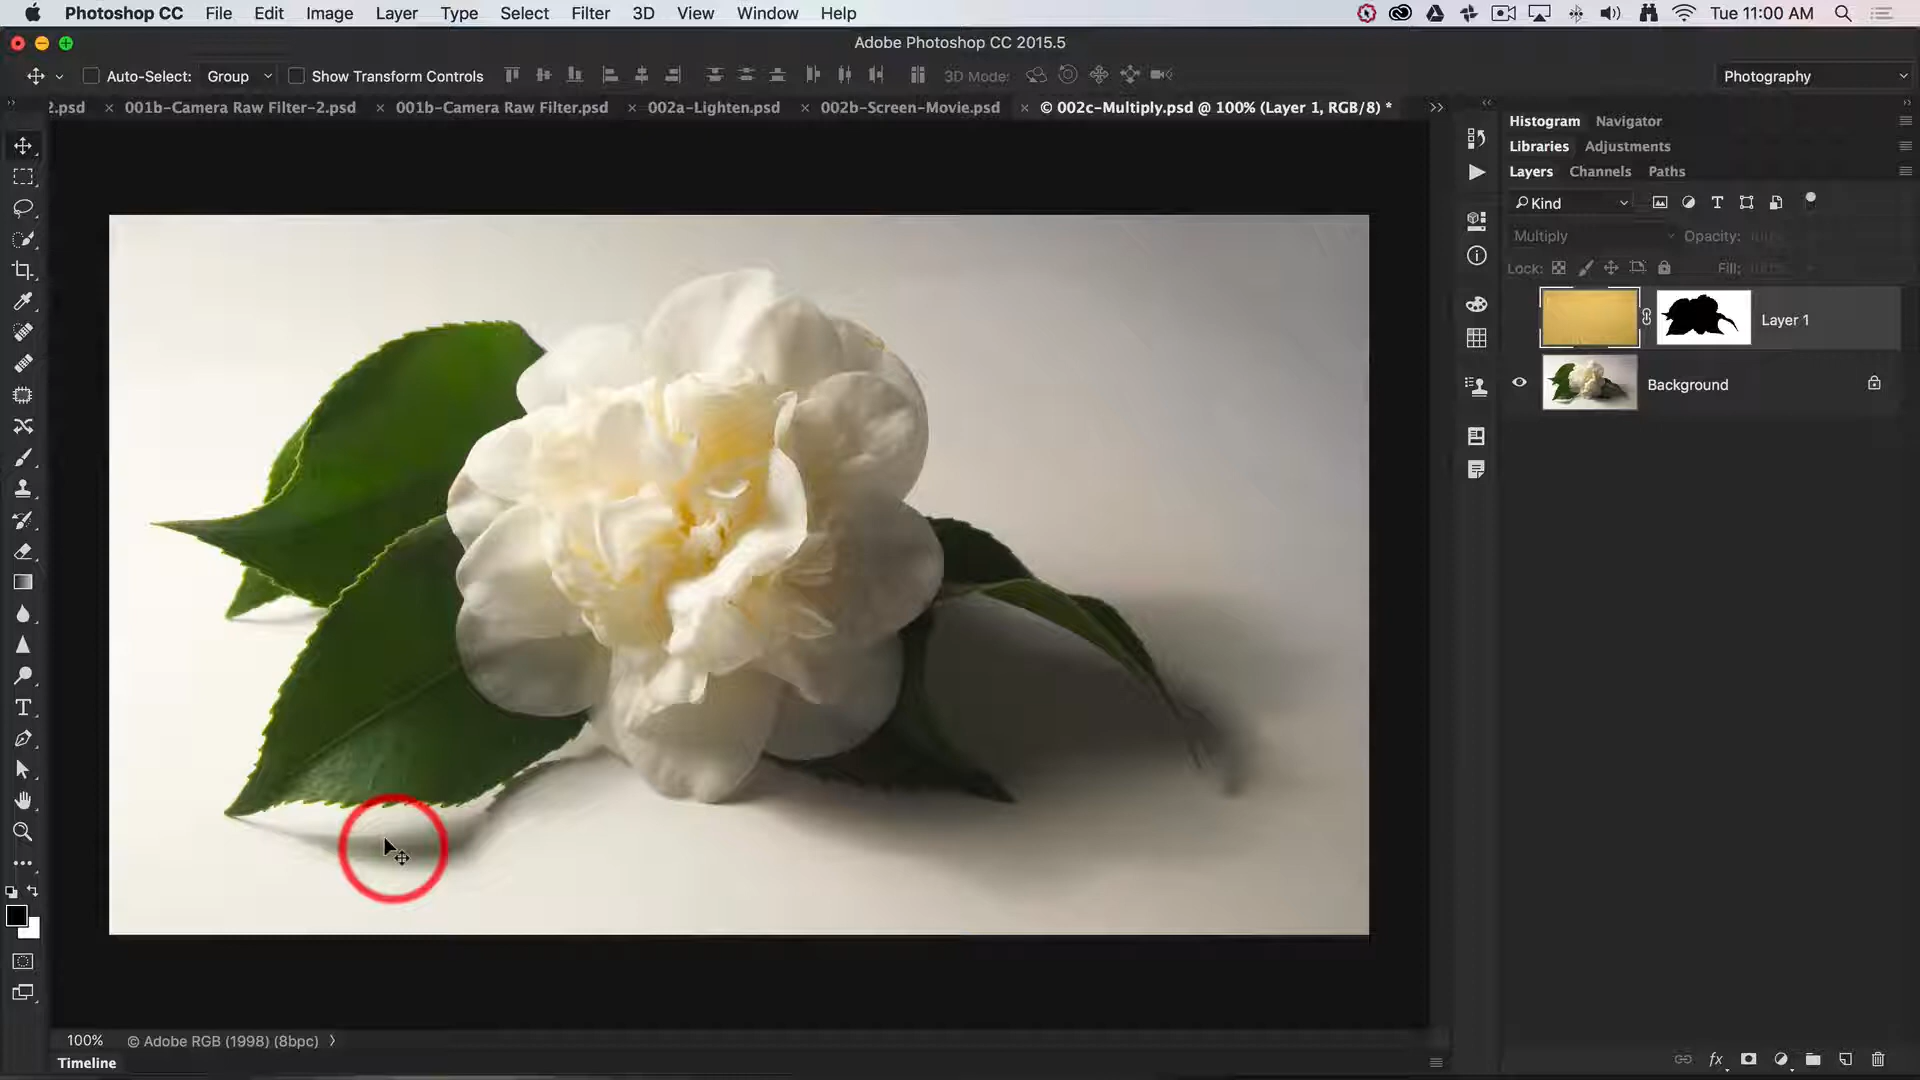 Photoshop CC File Edit Image Layer Type Select Filter 3D View Window Help Tue 11:00 AM
Adobe Photoshop CC 2015.5
Auto-Select: Group Show Transform Controls 3D Mode: Photography
2.psd × 001b-Camera Raw Filter-2.psd × 001b-Camera Raw Filter.psd × 002a-Lighten.psd × 002b-Screen-Movie.psd × © 002c-Multiply.psd @ 100% (Layer 1, RGB/8) *
Histogram Navigator
Libraries Adjustments
Layers Channels Paths
Kind
Multiply Opacity: 100%
Lock: Fill: 100%
Layer 1
Background
100% © Adobe RGB (1998) (8bpc)
Timeline